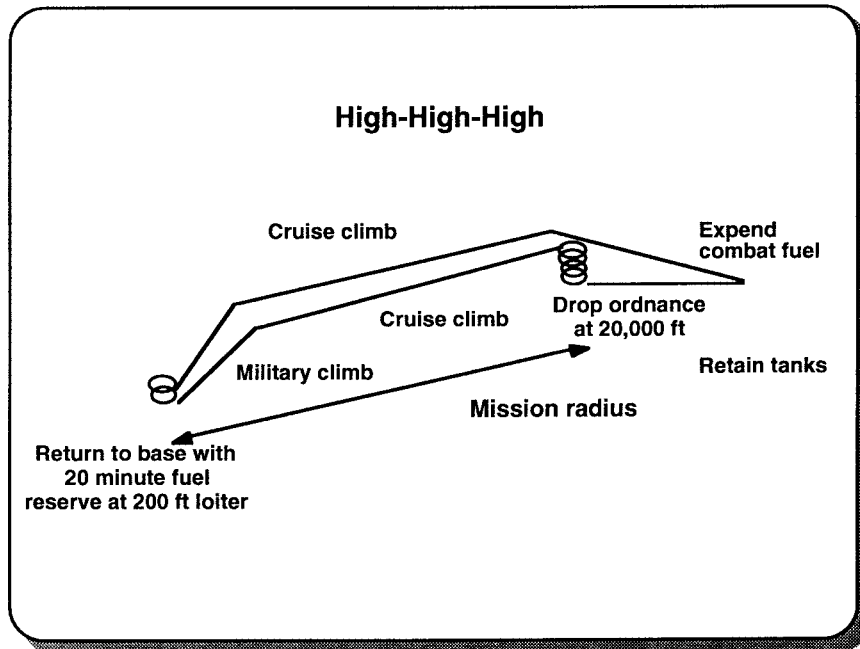 High-High-High
Cruise climb
Expend
combat fuel
Cruise climb
Drop ordnance
at 20,000 ft
Military climb
Retain tanks
Mission radius
Return to base with
20 minute fuel
reserve at 200 ft loiter